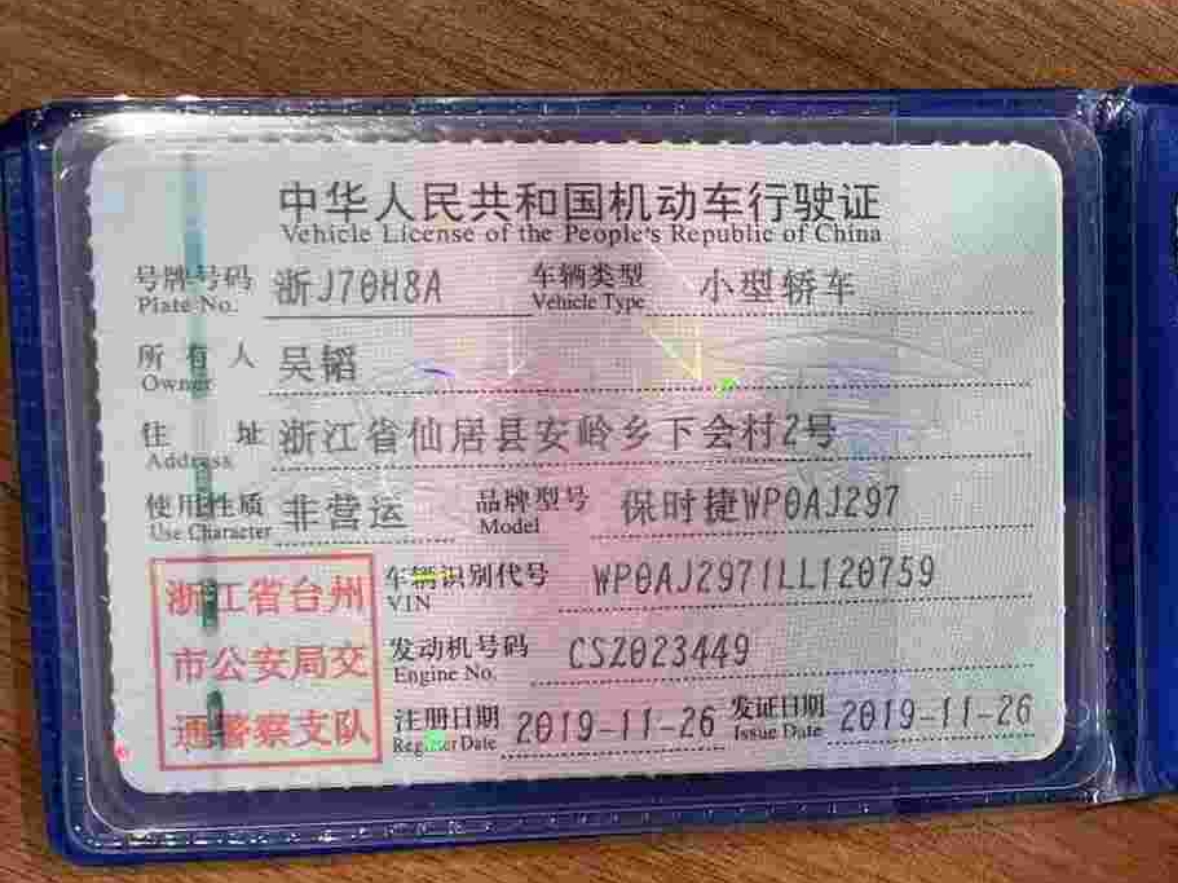 中华人民共和国机动车行驶证
Vehicle License of the People's Republic of China
号牌号码 浙J70H8A 车辆类型 小型轿车
Plate No. Vehicle Type
所有人 吴韬
Owner
住址 浙江省仙居县安岭乡下会村2号
Address
使用性质 非营运 品牌型号 保时捷WP0AJ297
Use Character Model
车辆识别代号 WP0AJ2971LL120759
VIN
发动机号码 CSZ023449
Engine No.
注册日期 2019-11-26 发证日期 2019-11-26
Register Date Issue Date
浙江省台州
市公安局交
通警察支队